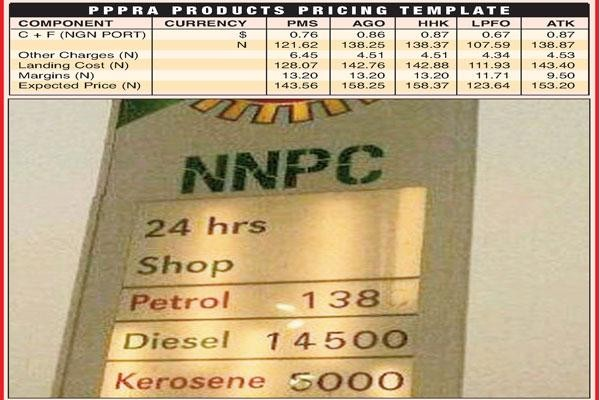 PPPRA PRODUCTS PRICING TEMPLATE
COMPONENT CURRENCY PMS AGO HHK LPFO ATK
C + F (NGN PORT) $ 0.76 0.86 0.87 0.67 0.87
N 121.62 138.25 138.37 107.59 138.87
Other Charges (N) 6.45 4.51 4.51 4.34 4.53
Landing Cost (N) 128.07 142.76 142.88 111.93 143.40
Margins (N) 13.20 13.20 13.20 11.71 9.50
Expected Price (N) 143.56 158.25 158.37 123.64 153.20
NNPC
24 hrs
Shop
Petrol 138
Diesel 14500
Kerosene 5000